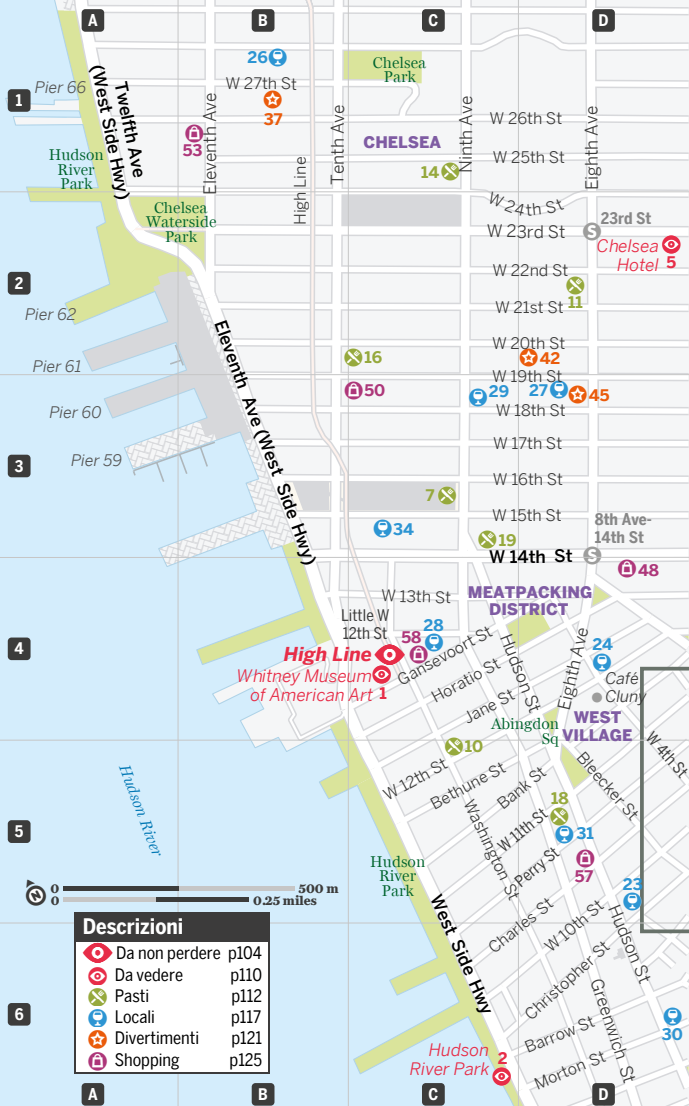 A
B
C
D
1
2
3
4
5
6
Pier 66
Twelfth Ave
(West Side Hwy)
Hudson
River
Park
53
Eleventh Ave
26
W 27th St
37
High Line
Tenth Ave
Chelsea
Park
CHELSEA
14
Ninth Ave
W 26th St
W 25th St
Eighth Ave
Chelsea
Waterside
Park
W 24th St
W 23rd St
S
23rd St
Chelsea
Hotel
5
W 22nd St
11
W 21st St
Pier 62
Pier 61
Pier 60
Pier 59
Eleventh Ave (West Side Hwy)
16
W 20th St
42
W 19th St
50
29
27
45
W 18th St
W 17th St
W 16th St
7
W 15th St
34
19
8th Ave-
14th St
W 14th St
S
48
W 13th St
MEATPACKING
DISTRICT
Little W
12th St
58
28
High Line
Whitney Museum
of American Art
1
Gansevoort St
Hudson St
Horatio St
Jane St
Eighth Ave
24
Café
Cluny
Abingdon
Sq
WEST
VILLAGE
W 4th St
10
W 12th St
Bethune St
Bank St
Bleecker St
Hudson River
Washington St
W 11th St
18
31
Perry St
57
23
Hudson
River
Park
N
0
500 m
0
0.25 miles
West Side Hwy
Charles St
W 10th St
Hudson St
Christopher St
Greenwich St
Barrow St
Morton St
30
Hudson
River Park
2
Descrizioni
Da non perdere p104
Da vedere p110
Pasti p112
Locali p117
Divertimenti p121
Shopping p125
A
B
C
D